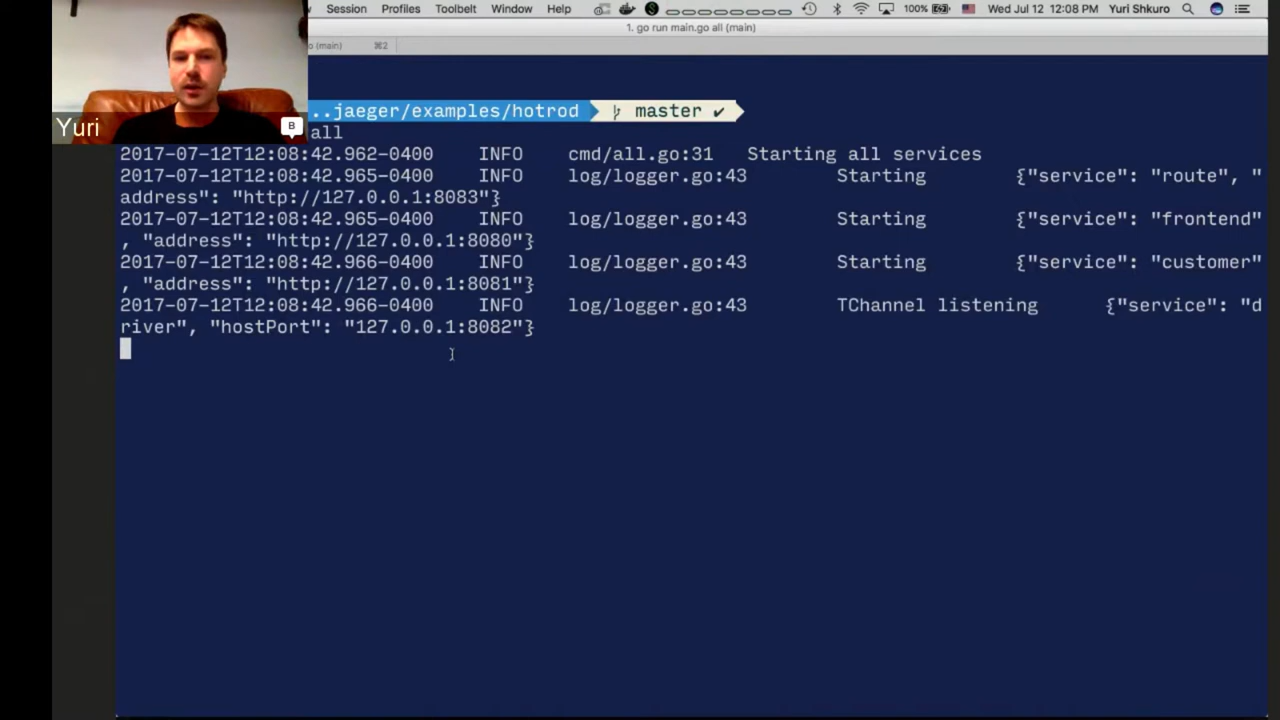 Session Profiles Toolbelt Window Help 100% Wed Jul 12 12:08 PM Yuri Shkuro
1. go run main.go all (main)
o (main) ⌘2
..jaeger/examples/hotrod master ✔
all
Yuri
B
2017-07-12T12:08:42.962-0400 INFO cmd/all.go:31 Starting all services
2017-07-12T12:08:42.965-0400 INFO log/logger.go:43 Starting {"service": "route", "
address": "http://127.0.0.1:8083"}
2017-07-12T12:08:42.965-0400 INFO log/logger.go:43 Starting {"service": "frontend"
, "address": "http://127.0.0.1:8080"}
2017-07-12T12:08:42.966-0400 INFO log/logger.go:43 Starting {"service": "customer"
, "address": "http://127.0.0.1:8081"}
2017-07-12T12:08:42.966-0400 INFO log/logger.go:43 TChannel listening {"service": "d
river", "hostPort": "127.0.0.1:8082"}